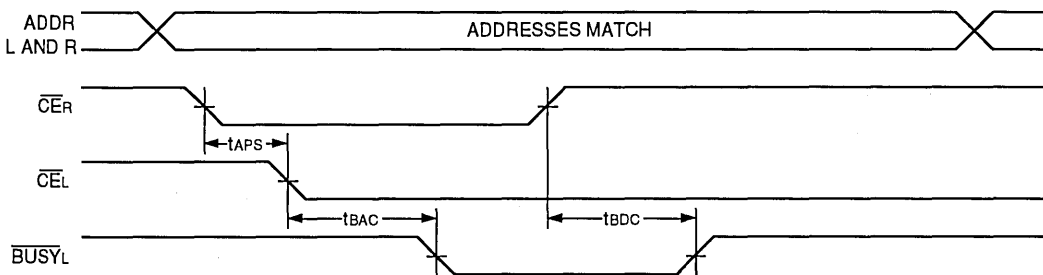 ADDR
L AND R
ADDRESSES MATCH
CER
tAPS
CEL
tBAC
tBDC
BUSYL